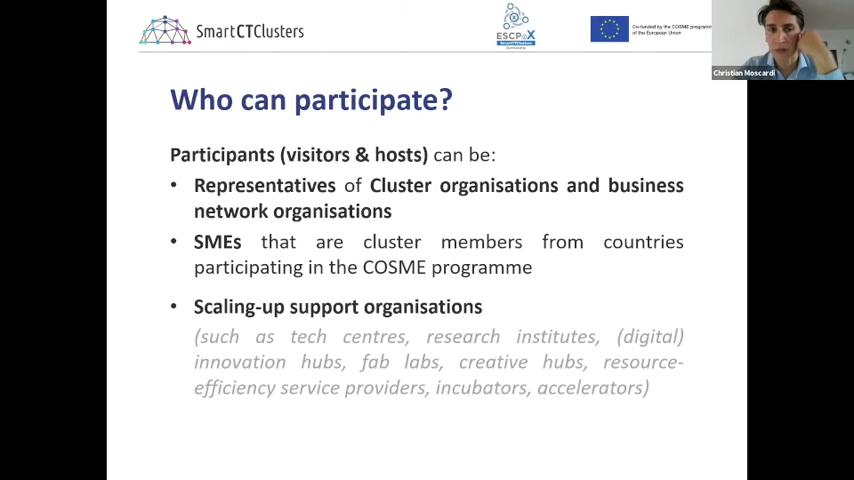 SmartCTClusters
ESCP
X
SmartCTClusters
Co-funded by the COSME programm
of the European Union
Christian Moscardi
Who can participate?
Participants (visitors & hosts) can be:
• Representatives of Cluster organisations and business
network organisations
• SMEs that are cluster members from countries
participating in the COSME programme
• Scaling-up support organisations
(such as tech centres, research institutes, (digital)
innovation hubs, fab labs, creative hubs, resource-
efficiency service providers, incubators, accelerators)